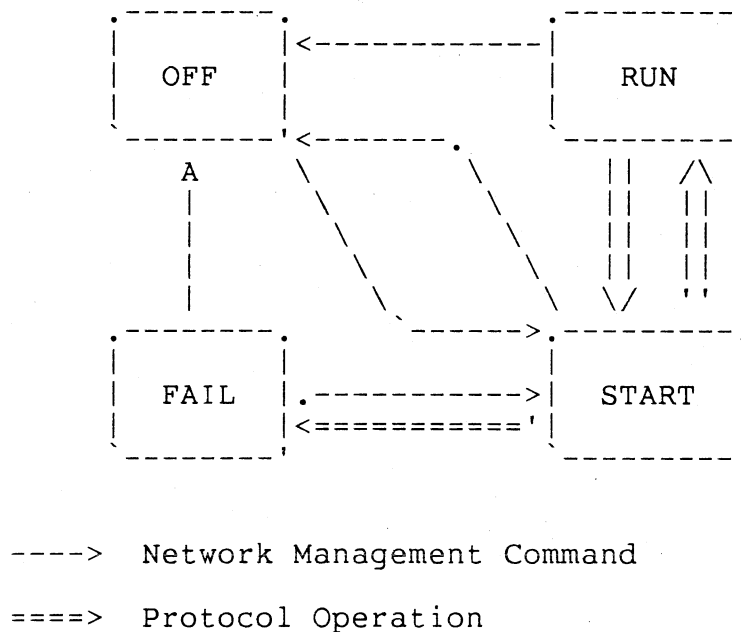 OFF
RUN
A
FAIL
START
----> Network Management Command
====> Protocol Operation